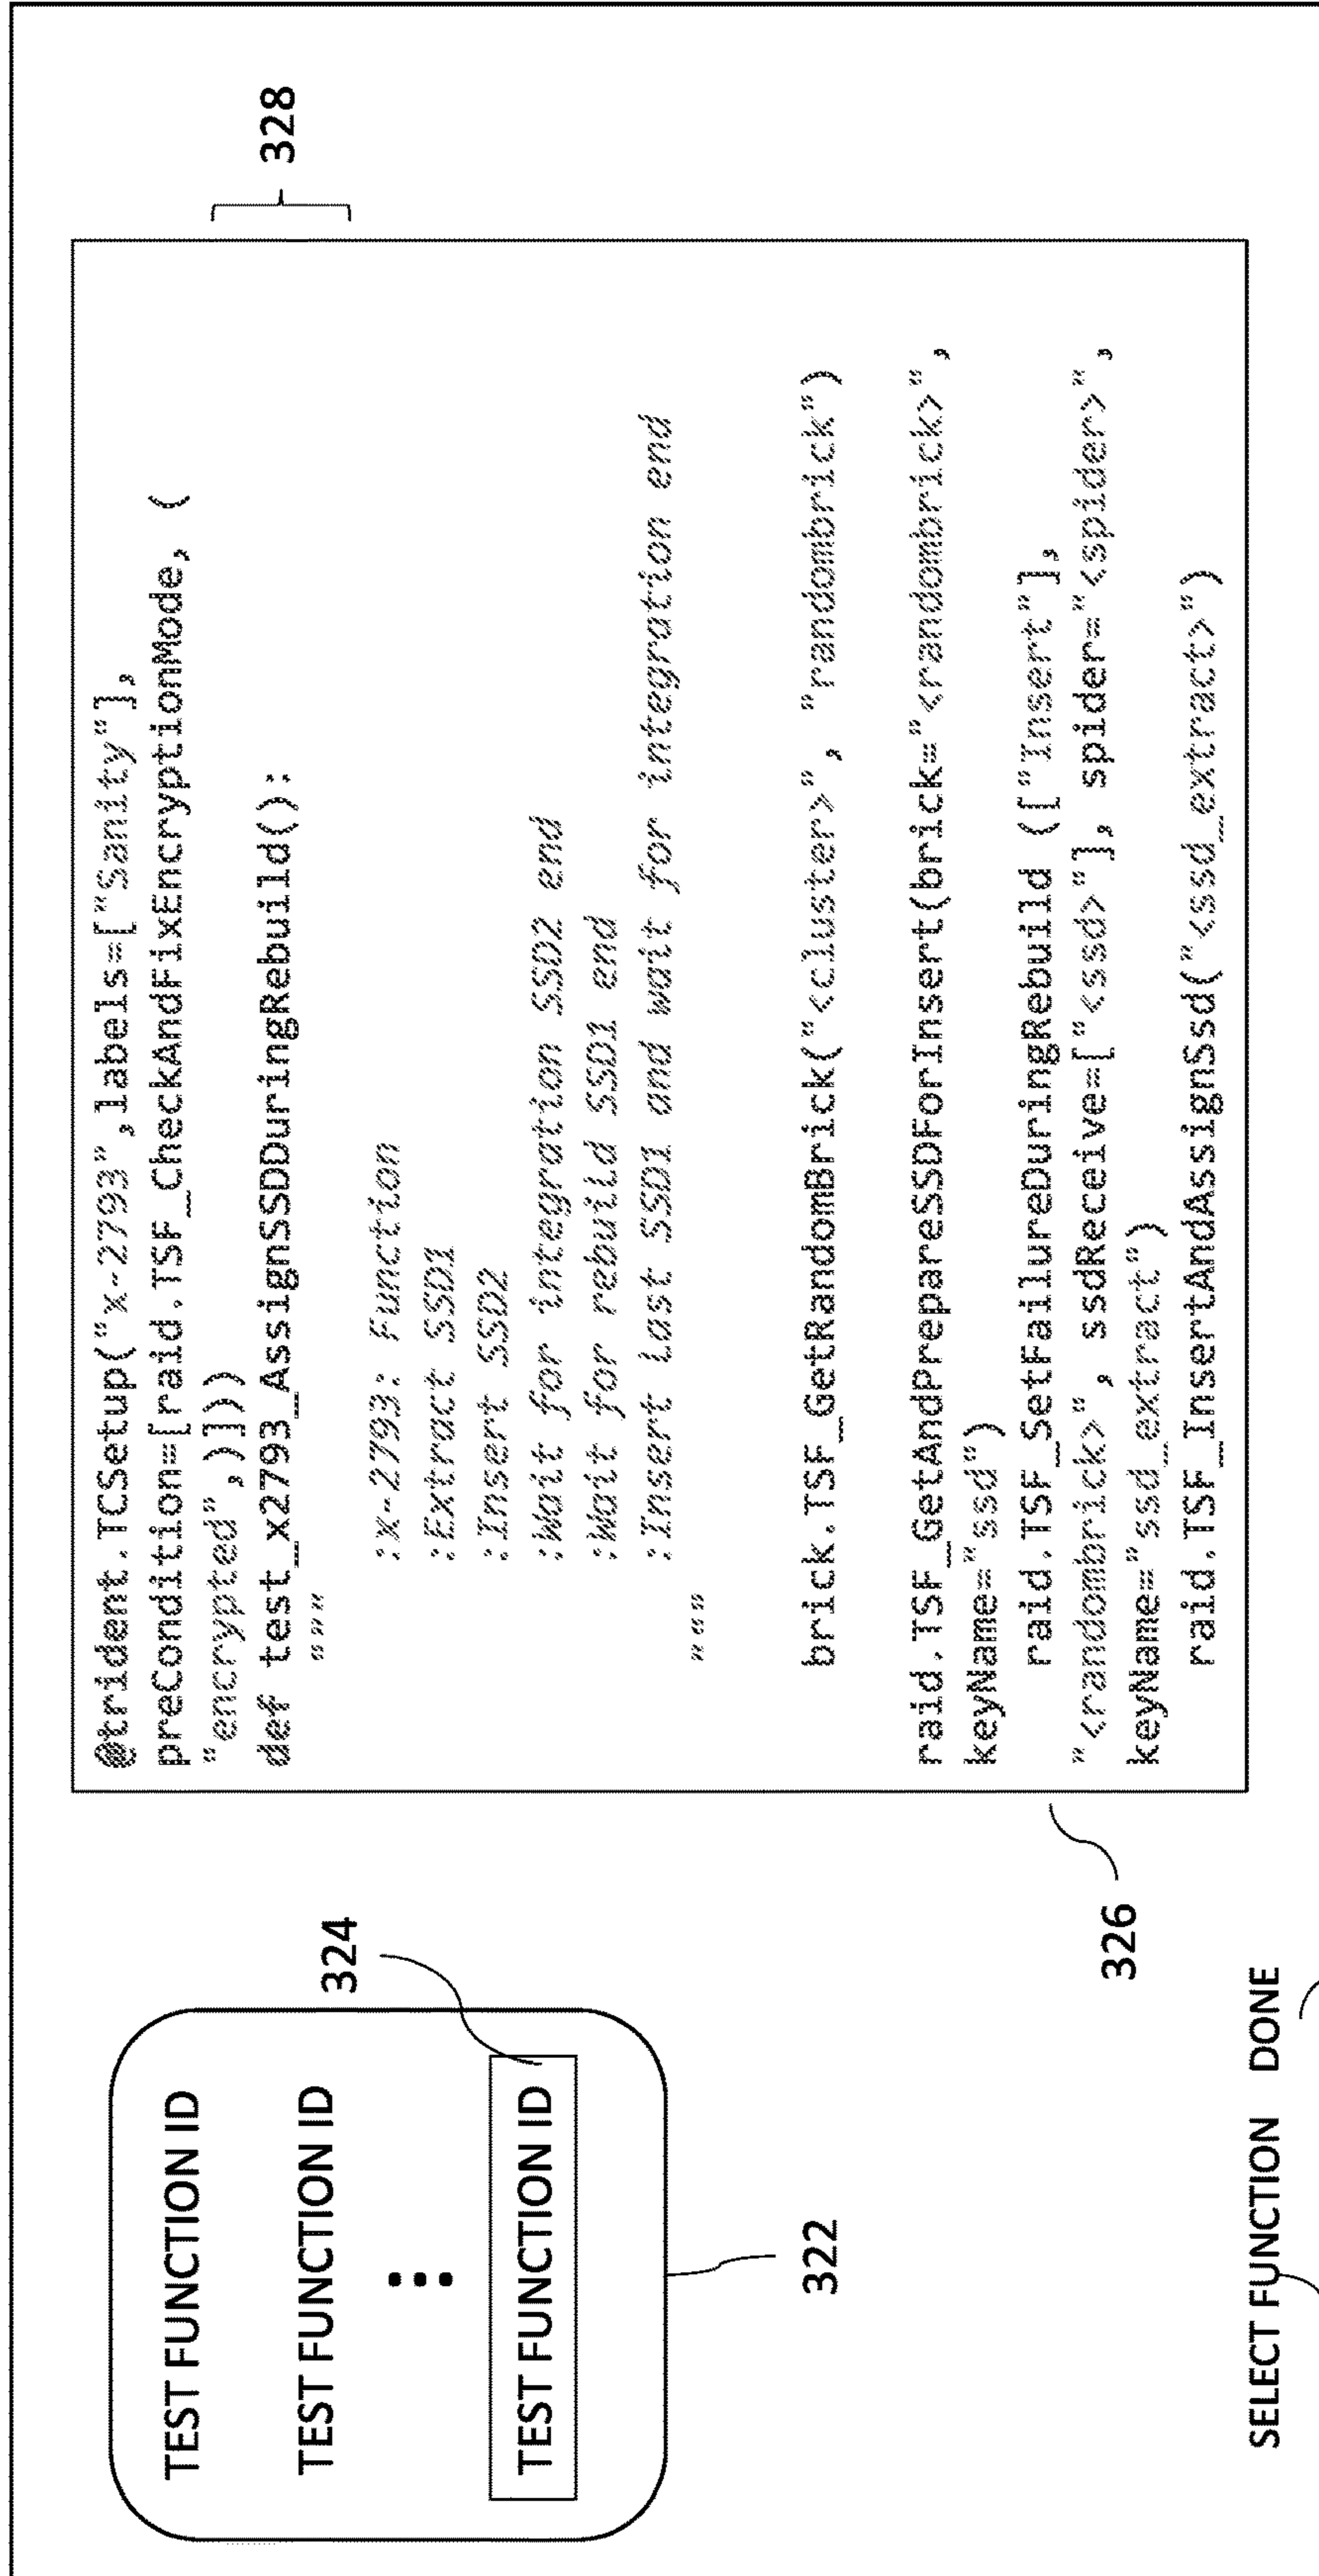 TEST FUNCTION ID
TEST FUNCTION ID
TEST FUNCTION ID
324
322
@trident.TCSetup("x-2793",labels=["Sanity"],
preCondition=[raid.TSF_CheckAndFixEncryptionMode, (
"encrypted",)]))
def test_x2793_AssignSSDDuringRebuild():
"""
:x-2793: Function
:Extract SSD1
:Insert SSD2
:Wait for integration SSD2 end
:Wait for rebuild SSD1 end
:Insert Last SSD1 and wait for integration end
"""
brick.TSF_GetRandomBrick("<cluster>", "randombrick")
raid.TSF_GetAndPrepareSSDForInsert(brick="<randombrick>",
keyName="ssd")
raid.TSF_SetFailureDuringRebuild (["Insert"],
"<randombrick>", ssdReceive=["<ssd>"], spider="<spider>",
keyName="ssd_extract")
raid.TSF_InsertAndAssignSsd("<ssd_extract>")
328
326
SELECT FUNCTION DONE